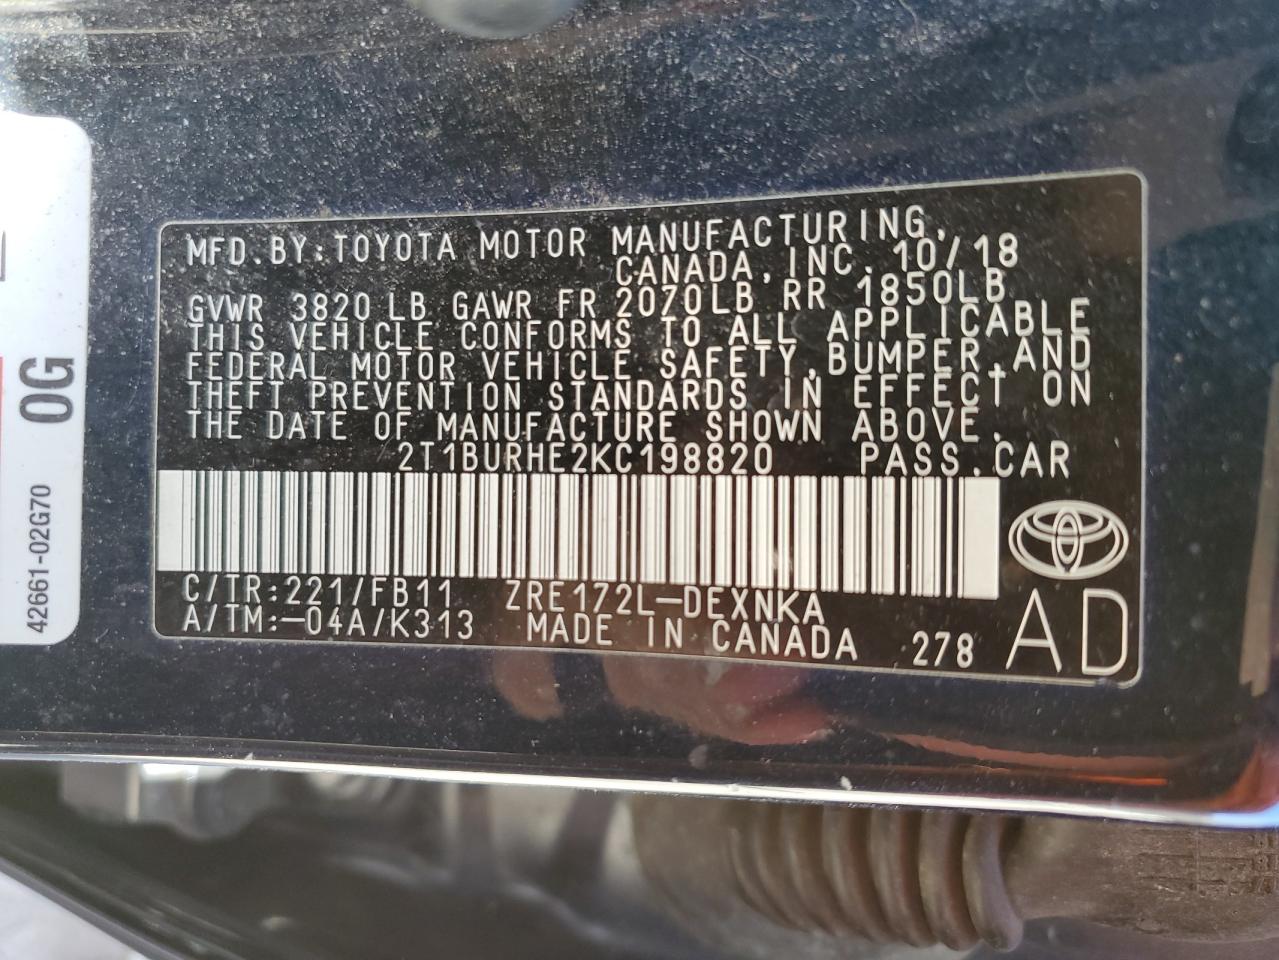 MFD.BY:TOYOTA MOTOR MANUFACTURING,
CANADA,INC. 10/18
GVWR 3820LB GAWR FR 2070LB RR 1850LB
THIS VEHICLE CONFORMS TO ALL APPLICABLE
FEDERAL MOTOR VEHICLE SAFETY,BUMPER,AND
THEFT PREVENTION STANDARDS IN EFFECT ON
THE DATE OF MANUFACTURE SHOWN ABOVE.
2T1BURHE2KC198820 PASS.CAR
C/TR:221/FB11 ZRE172L-DEXNKA
A/TM:-04A/K313 MADE IN CANADA 278
AD
0G
42661-02G70